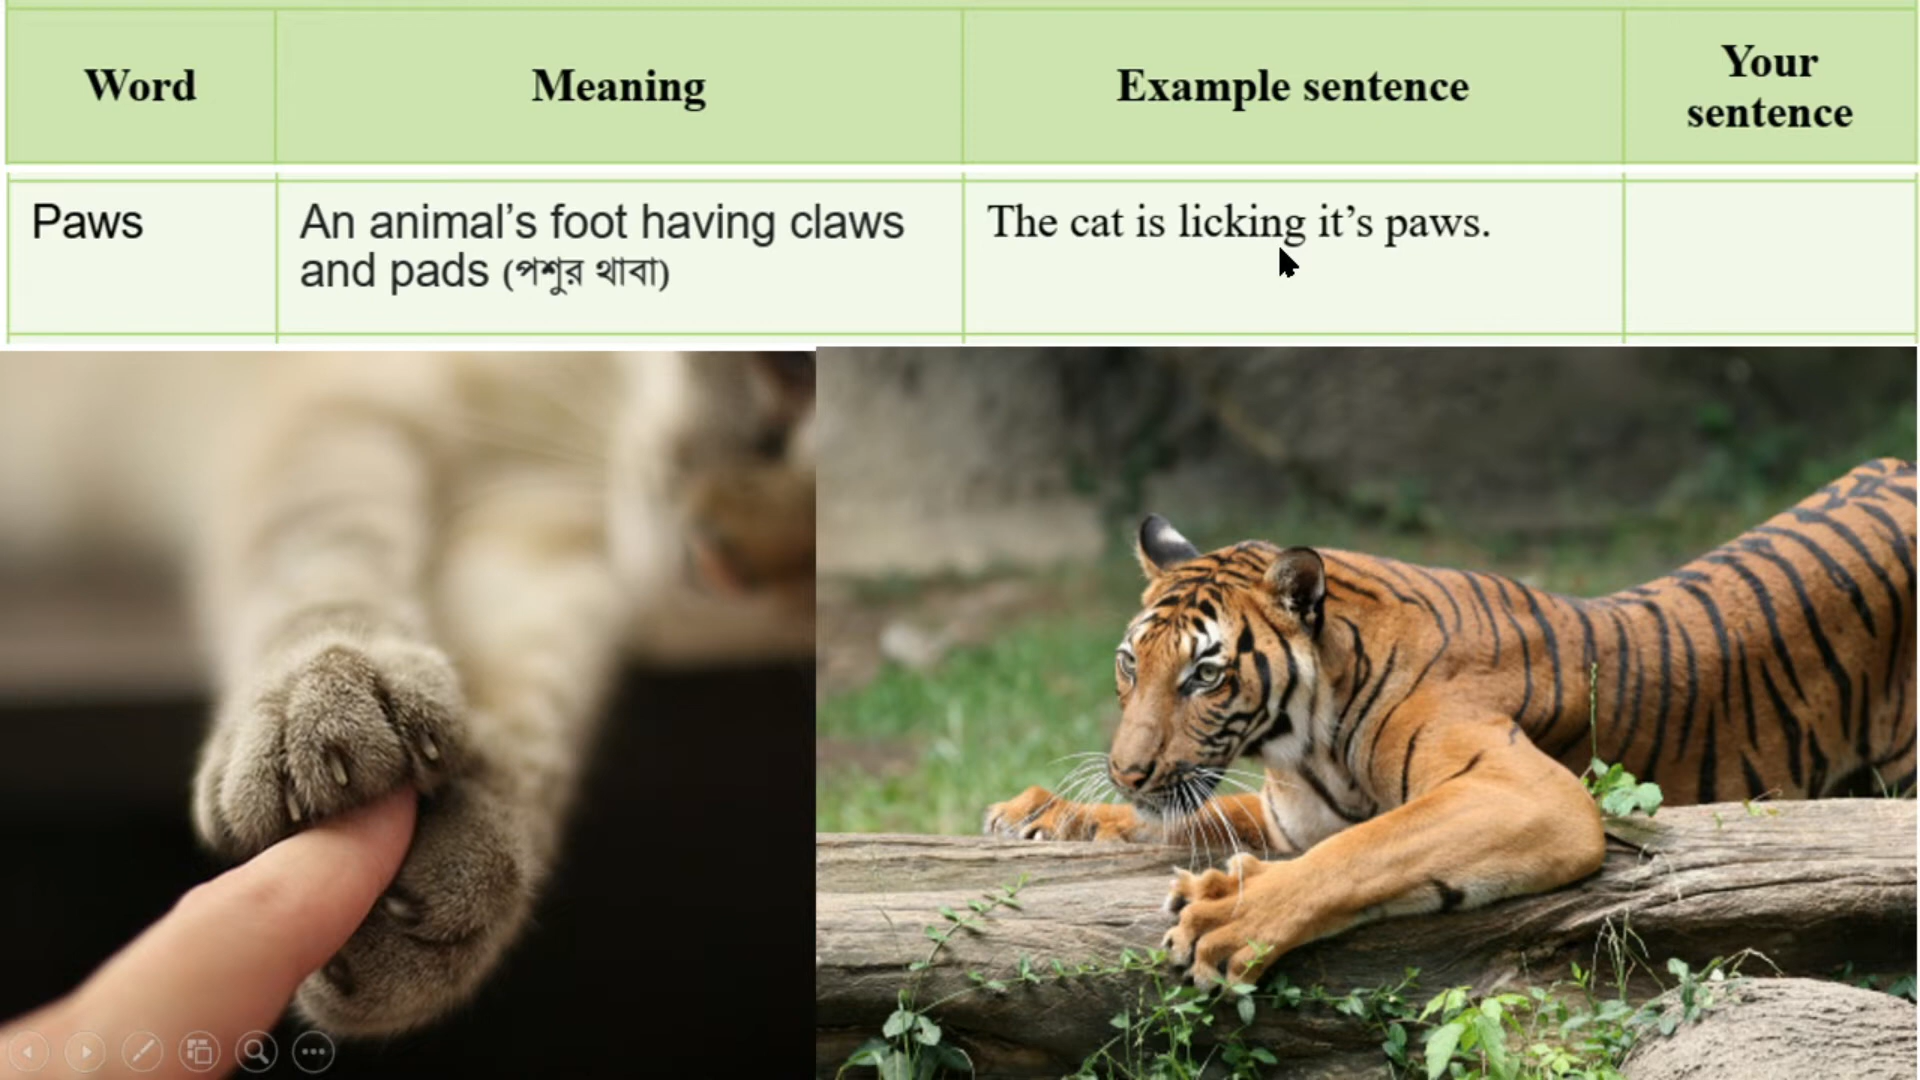 Word
Meaning
Example sentence
Your
sentence
Paws
An animal’s foot having claws
and pads (পশুর থাবা)
The cat is licking it’s paws.